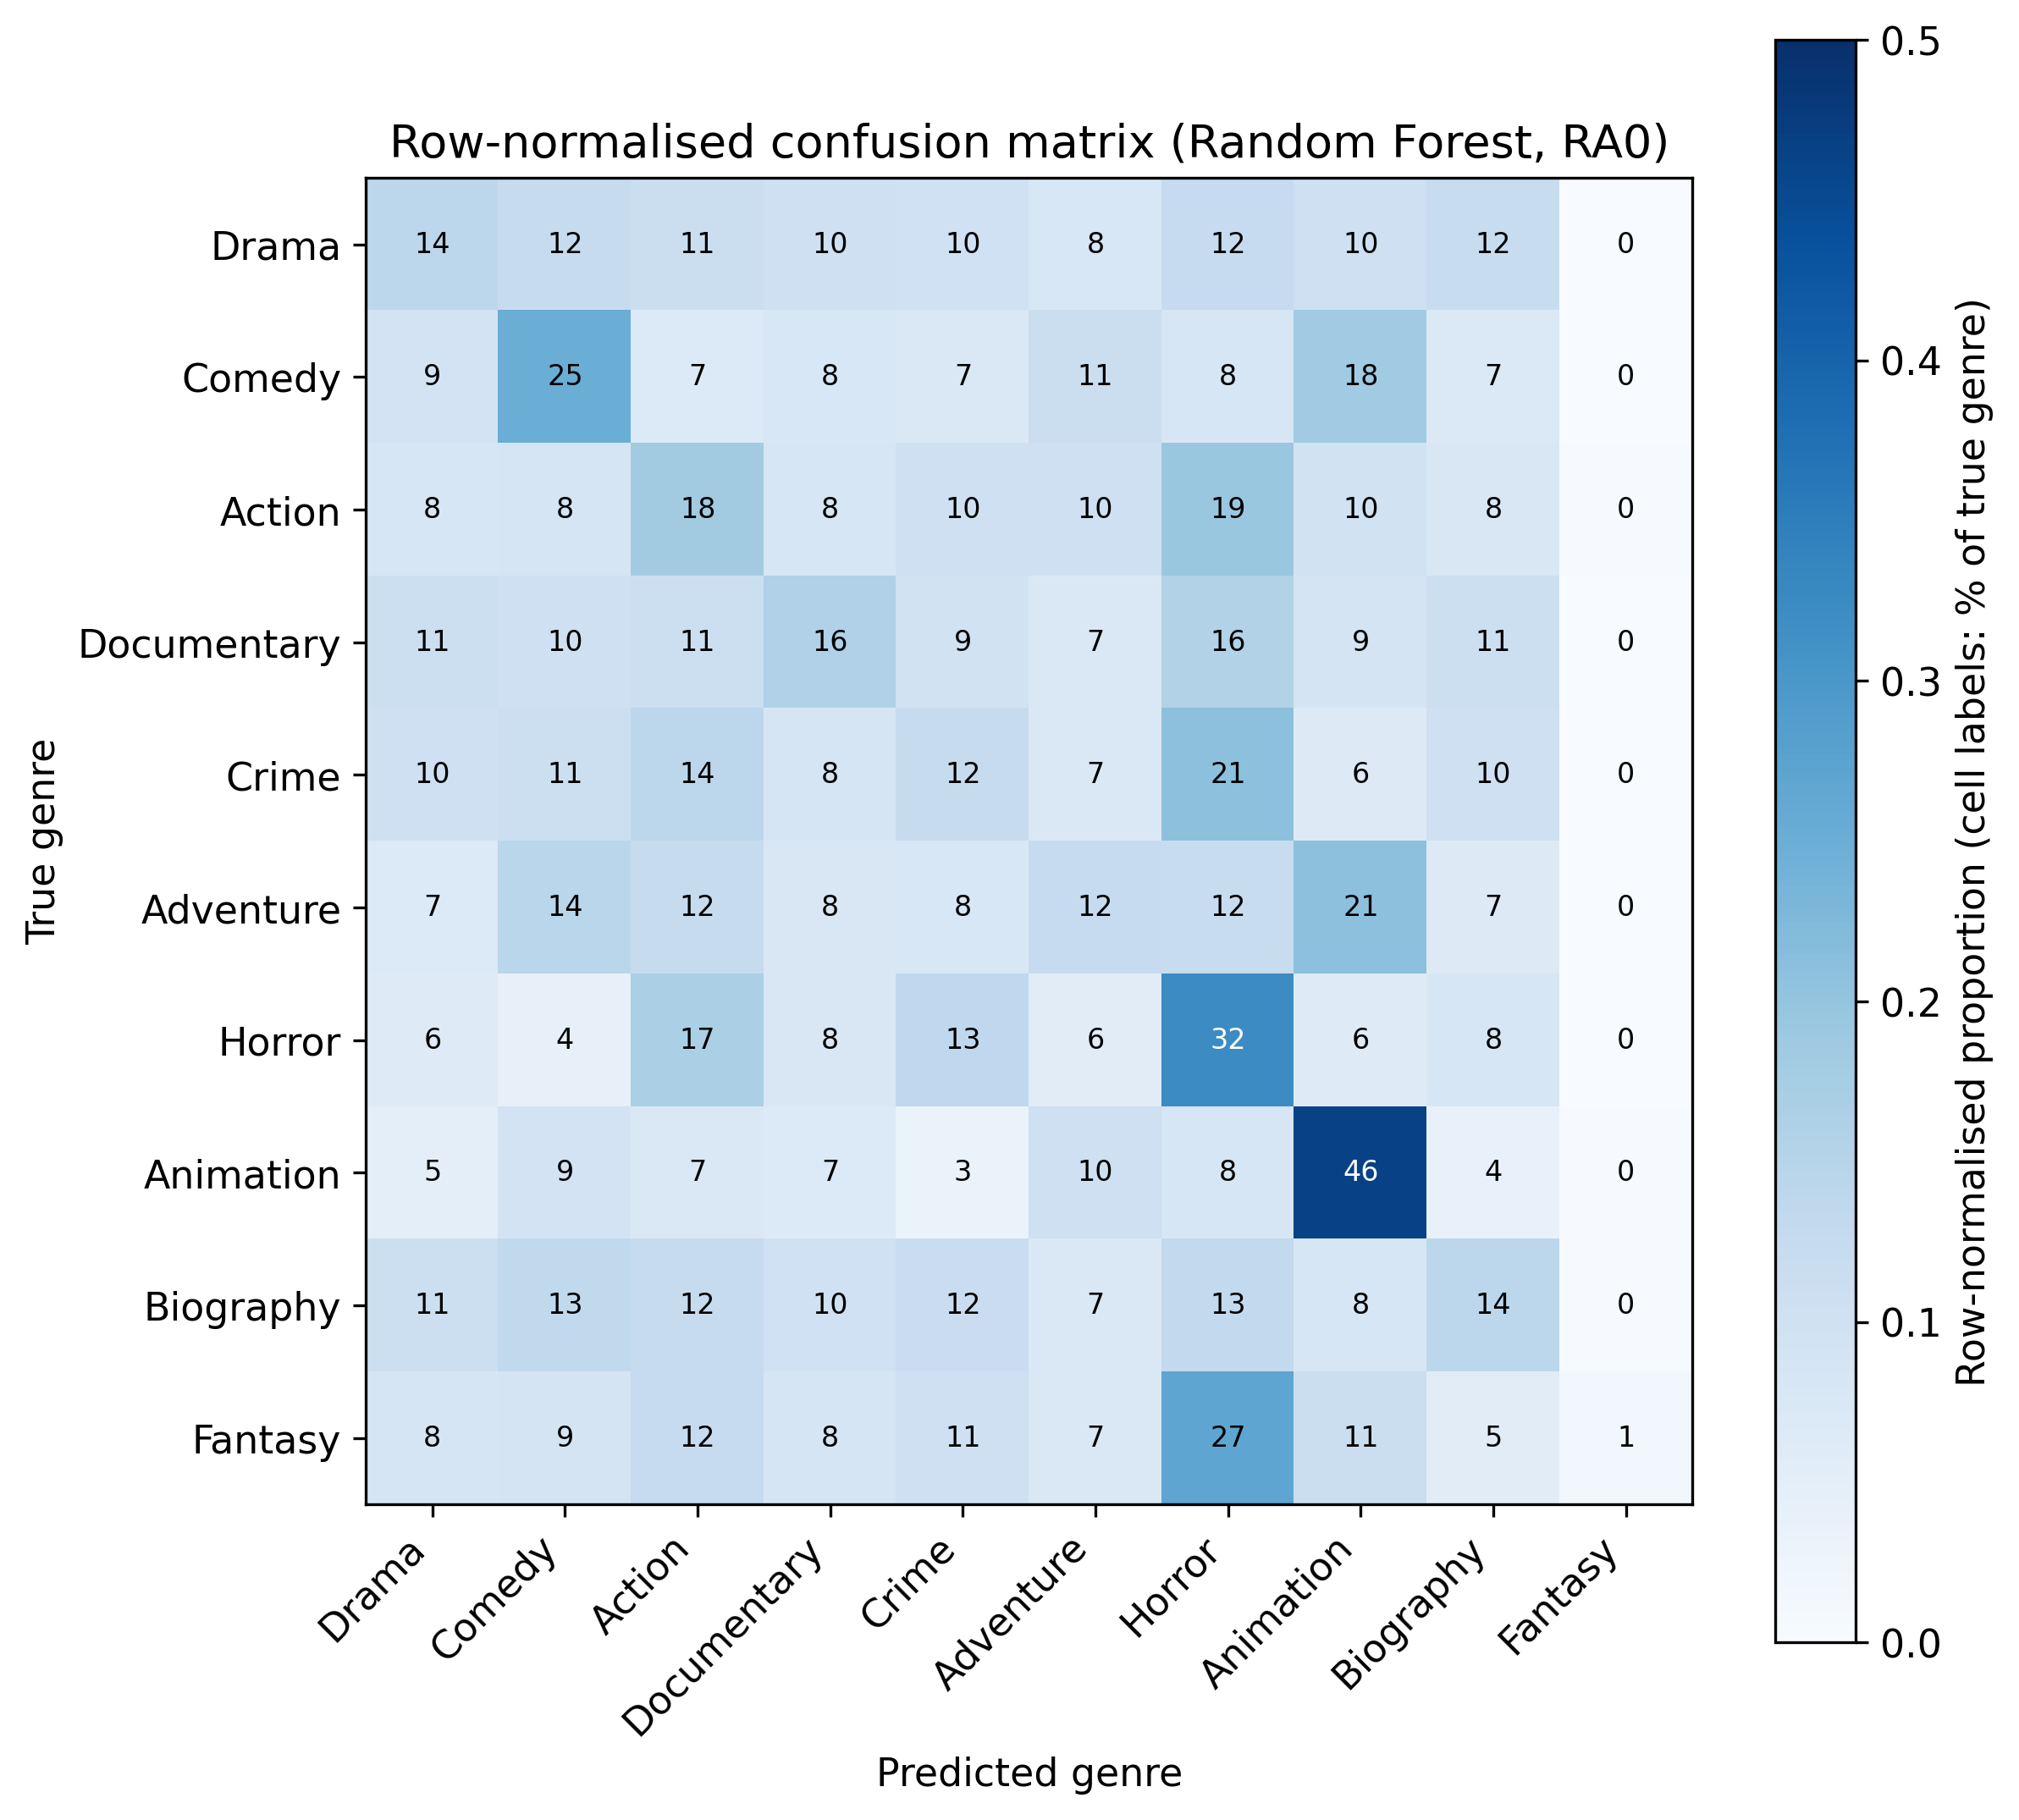 Row-normalised confusion matrix (Random Forest, RA0)
True genre
Drama 14 12 11 10 10 8 12 10 12 0
Comedy 9 25 7 8 7 11 8 18 7 0
Action 8 8 18 8 10 10 19 10 8 0
Documentary 11 10 11 16 9 7 16 9 11 0
Crime 10 11 14 8 12 7 21 6 10 0
Adventure 7 14 12 8 8 12 12 21 7 0
Horror 6 4 17 8 13 6 32 6 8 0
Animation 5 9 7 7 3 10 8 46 4 0
Biography 11 13 12 10 12 7 13 8 14 0
Fantasy 8 9 12 8 11 7 27 11 5 1
Drama Comedy Action Documentary Crime Adventure Horror Animation Biography Fantasy
Predicted genre
0.5
0.4
0.3
0.2
0.1
0.0
Row-normalised proportion (cell labels: % of true genre)